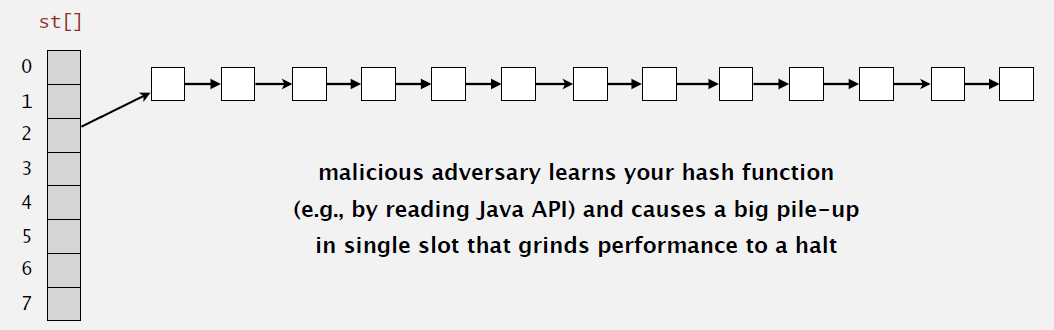 st[]
0
1
2
3
4
5
6
7
malicious adversary learns your hash function
(e.g., by reading Java API) and causes a big pile-up
in single slot that grinds performance to a halt